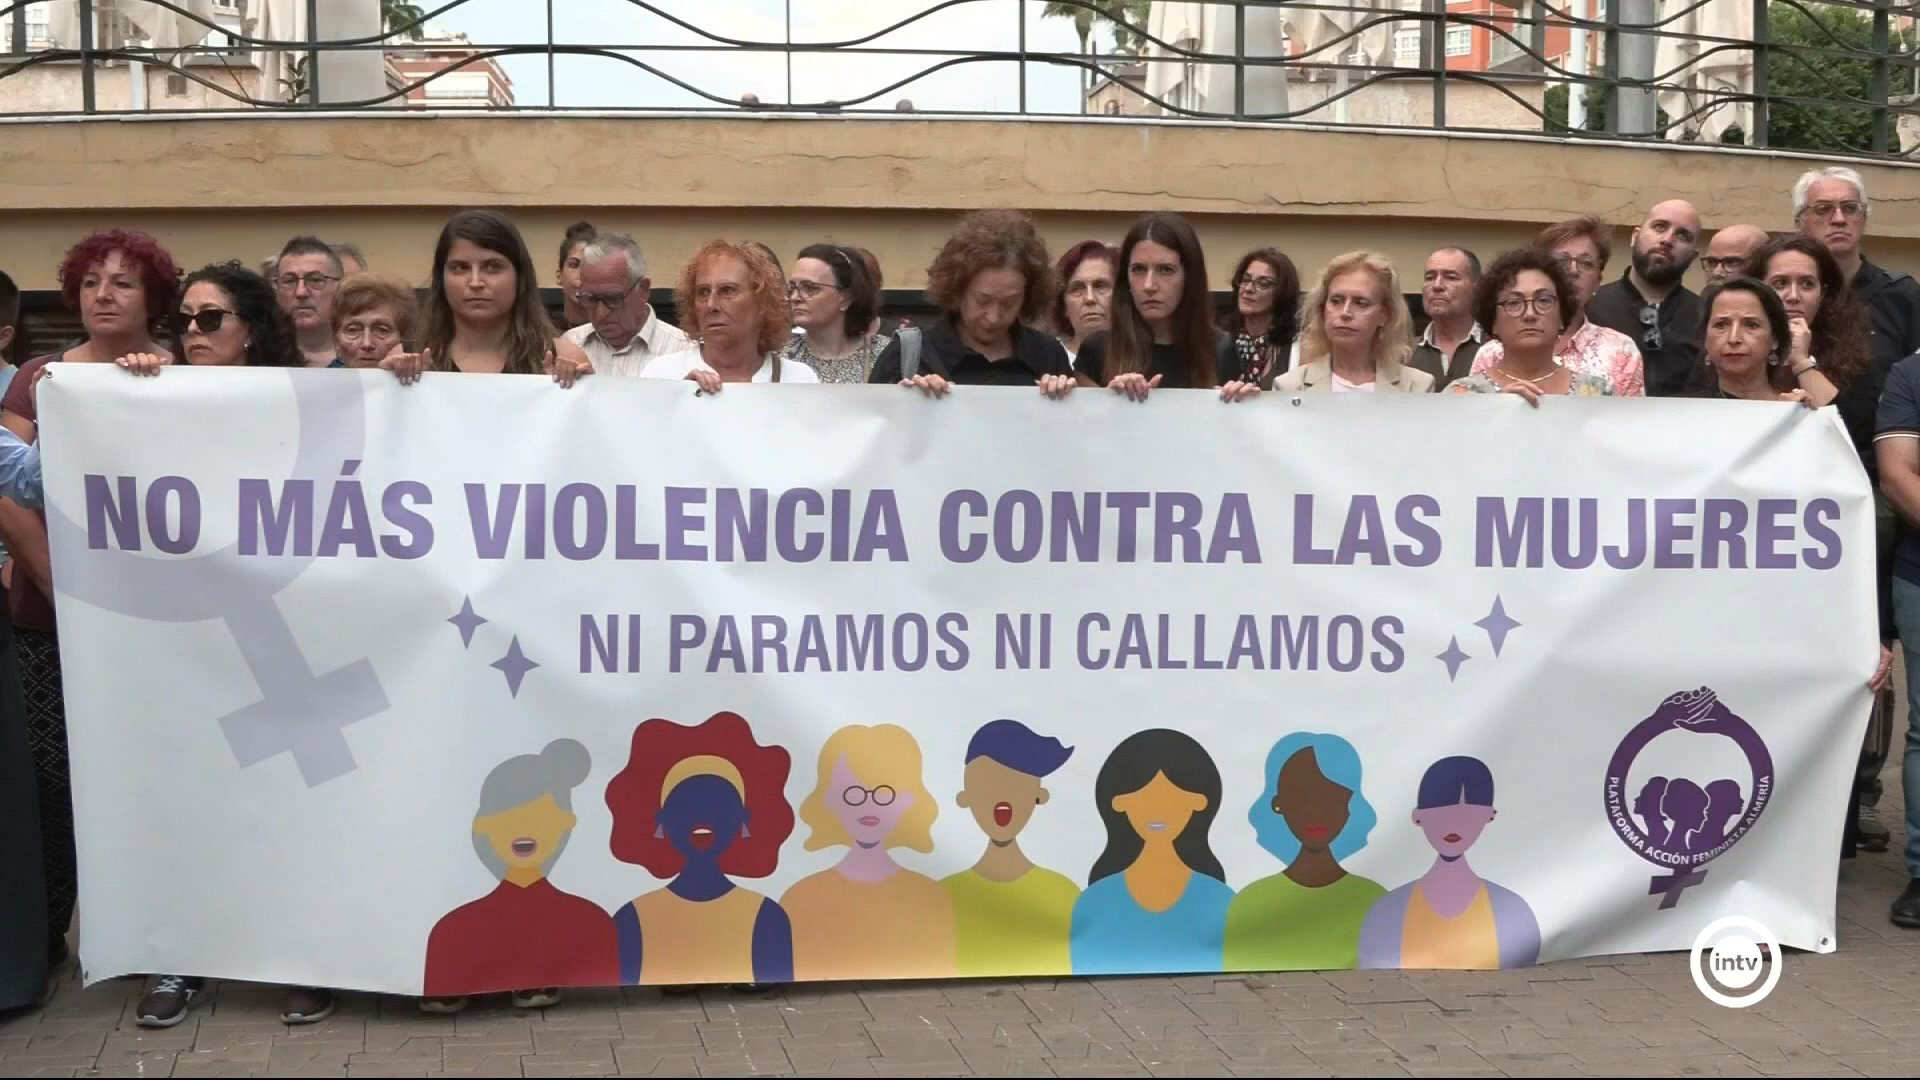 NO MÁS VIOLENCIA CONTRA LAS MUJERES
NI PARAMOS NI CALLAMOS
PLATAFORMA ACCIÓN FEMINISTA ALMERÍA
intv